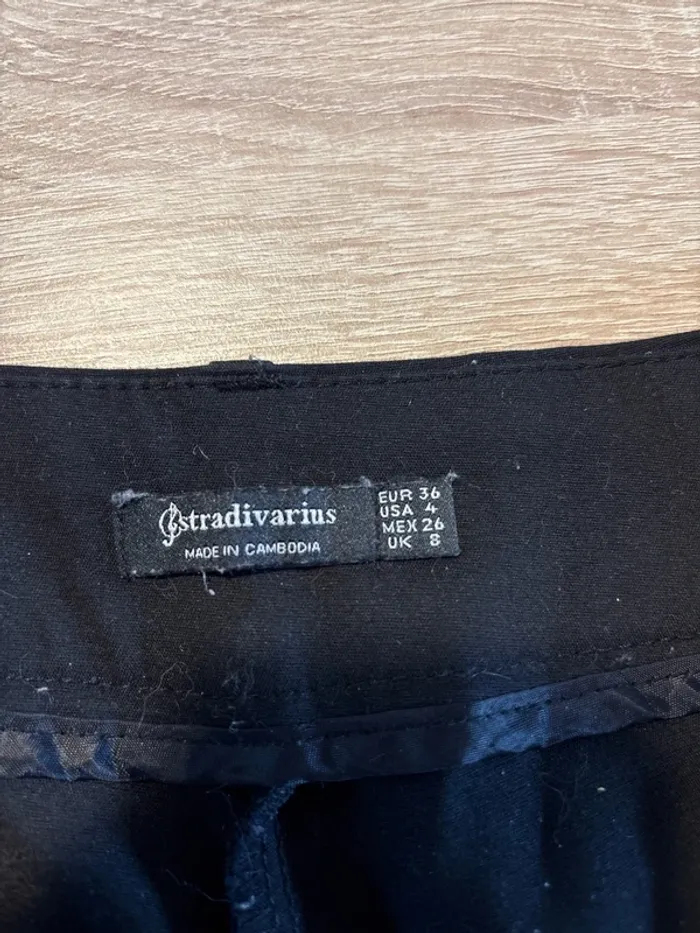 stradivarius
MADE IN CAMBODIA
EUR 36
USA 4
MEX 26
UK 8